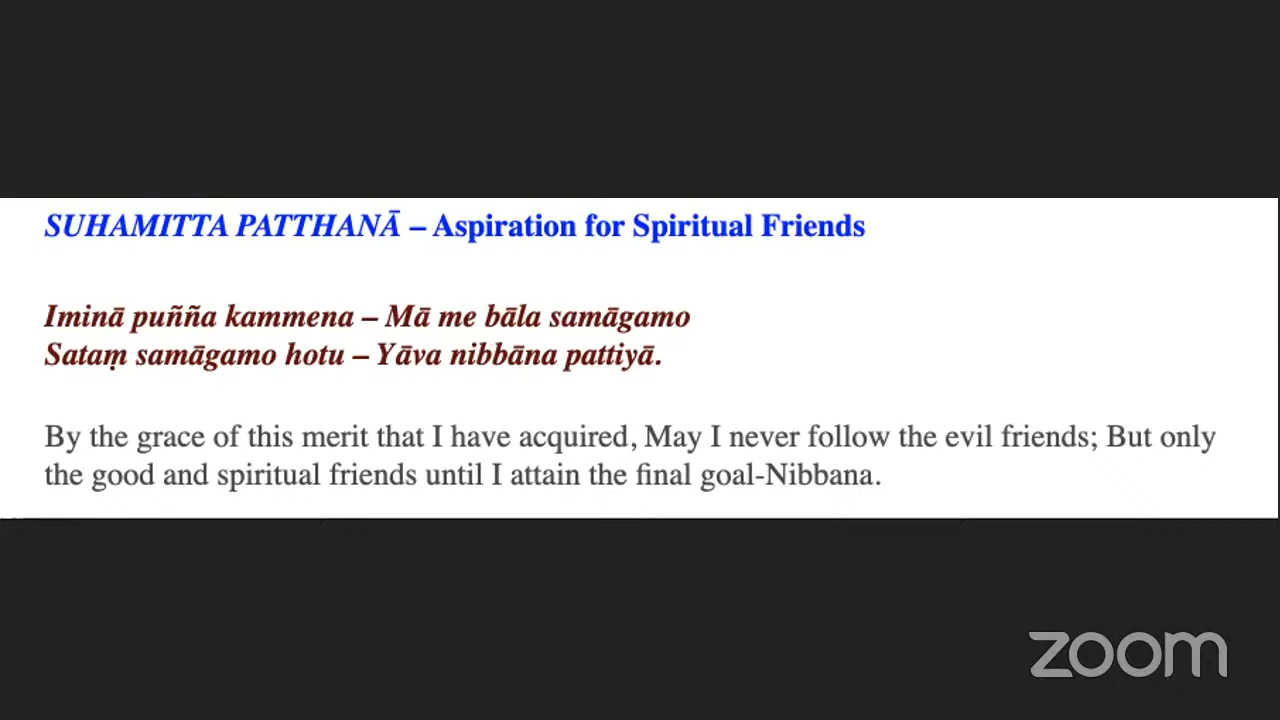 SUHAMITTA PATTHANĀ – Aspiration for Spiritual Friends
Iminā puñña kammena – Mā me bāla samāgamo
Sataṃ samāgamo hotu – Yāva nibbāna pattiyā.
By the grace of this merit that I have acquired, May I never follow the evil friends; But only
the good and spiritual friends until I attain the final goal-Nibbana.
zoom